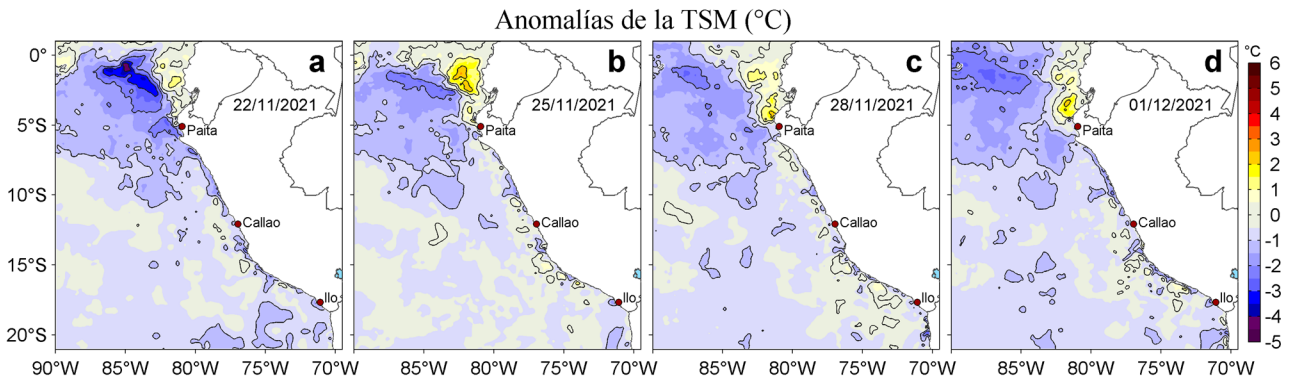 Anomalías de la TSM (°C)
a
22/11/2021
Paita
Callao
Ilo
b
25/11/2021
Paita
Callao
Ilo
c
28/11/2021
Paita
Callao
Ilo
d
01/12/2021
Paita
Callao
Ilo
0°
5°S
10°S
15°S
20°S
90°W 85°W 80°W 75°W 70°W
85°W 80°W 75°W 70°W
85°W 80°W 75°W 70°W
85°W 80°W 75°W 70°W
°C
6
5
4
3
2
1
0
-1
-2
-3
-4
-5